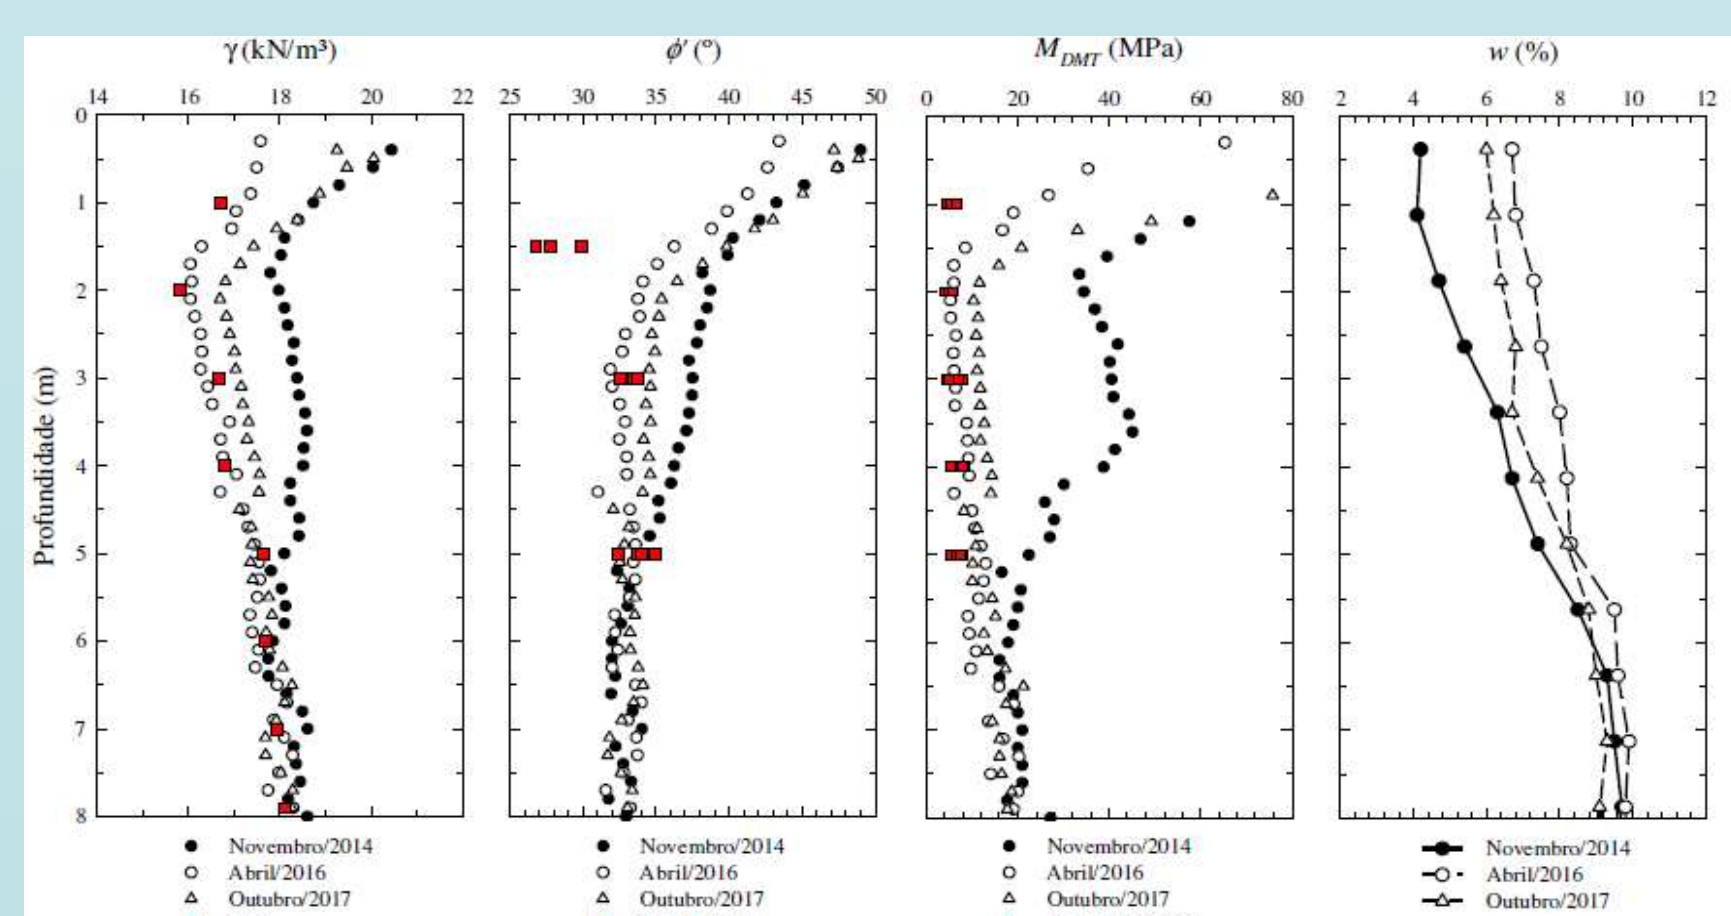 γ (kN/m³)
ϕ' (°)
M_DMT (MPa)
w (%)
14 16 18 20 22
25 30 35 40 45 50
0 20 40 60 80
2 4 6 8 10 12
0
1
2
3
4
5
6
7
8
Profundidade (m)
Novembro/2014
Abril/2016
Outubro/2017
Novembro/2014
Abril/2016
Outubro/2017
Novembro/2014
Abril/2016
Outubro/2017
Novembro/2014
Abril/2016
Outubro/2017